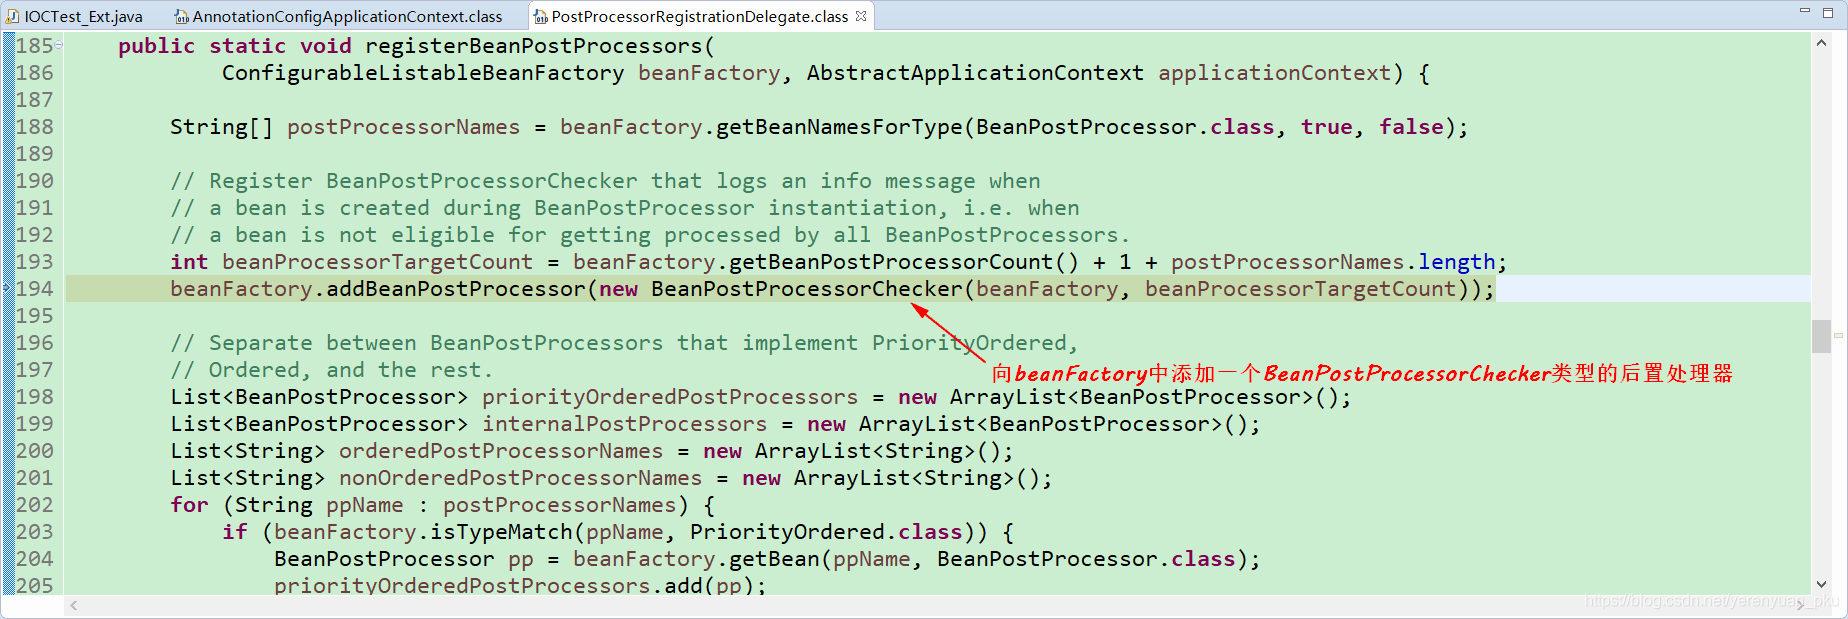 IOCTest_Ext.java AnnotationConfigApplicationContext.class PostProcessorRegistrationDelegate.class
185 public static void registerBeanPostProcessors(
186 ConfigurableListableBeanFactory beanFactory, AbstractApplicationContext applicationContext) {
187
188 String[] postProcessorNames = beanFactory.getBeanNamesForType(BeanPostProcessor.class, true, false);
189
190 // Register BeanPostProcessorChecker that logs an info message when
191 // a bean is created during BeanPostProcessor instantiation, i.e. when
192 // a bean is not eligible for getting processed by all BeanPostProcessors.
193 int beanProcessorTargetCount = beanFactory.getBeanPostProcessorCount() + 1 + postProcessorNames.length;
194 beanFactory.addBeanPostProcessor(new BeanPostProcessorChecker(beanFactory, beanProcessorTargetCount));
195
196 // Separate between BeanPostProcessors that implement PriorityOrdered,
197 // Ordered, and the rest.
向beanFactory中添加一个BeanPostProcessorChecker类型的后置处理器
198 List<BeanPostProcessor> priorityOrderedPostProcessors = new ArrayList<BeanPostProcessor>();
199 List<BeanPostProcessor> internalPostProcessors = new ArrayList<BeanPostProcessor>();
200 List<String> orderedPostProcessorNames = new ArrayList<String>();
201 List<String> nonOrderedPostProcessorNames = new ArrayList<String>();
202 for (String ppName : postProcessorNames) {
203 if (beanFactory.isTypeMatch(ppName, PriorityOrdered.class)) {
204 BeanPostProcessor pp = beanFactory.getBean(ppName, BeanPostProcessor.class);
205 priorityOrderedPostProcessors.add(pp);
https://blog.csdn.net/yerenyuan_pku